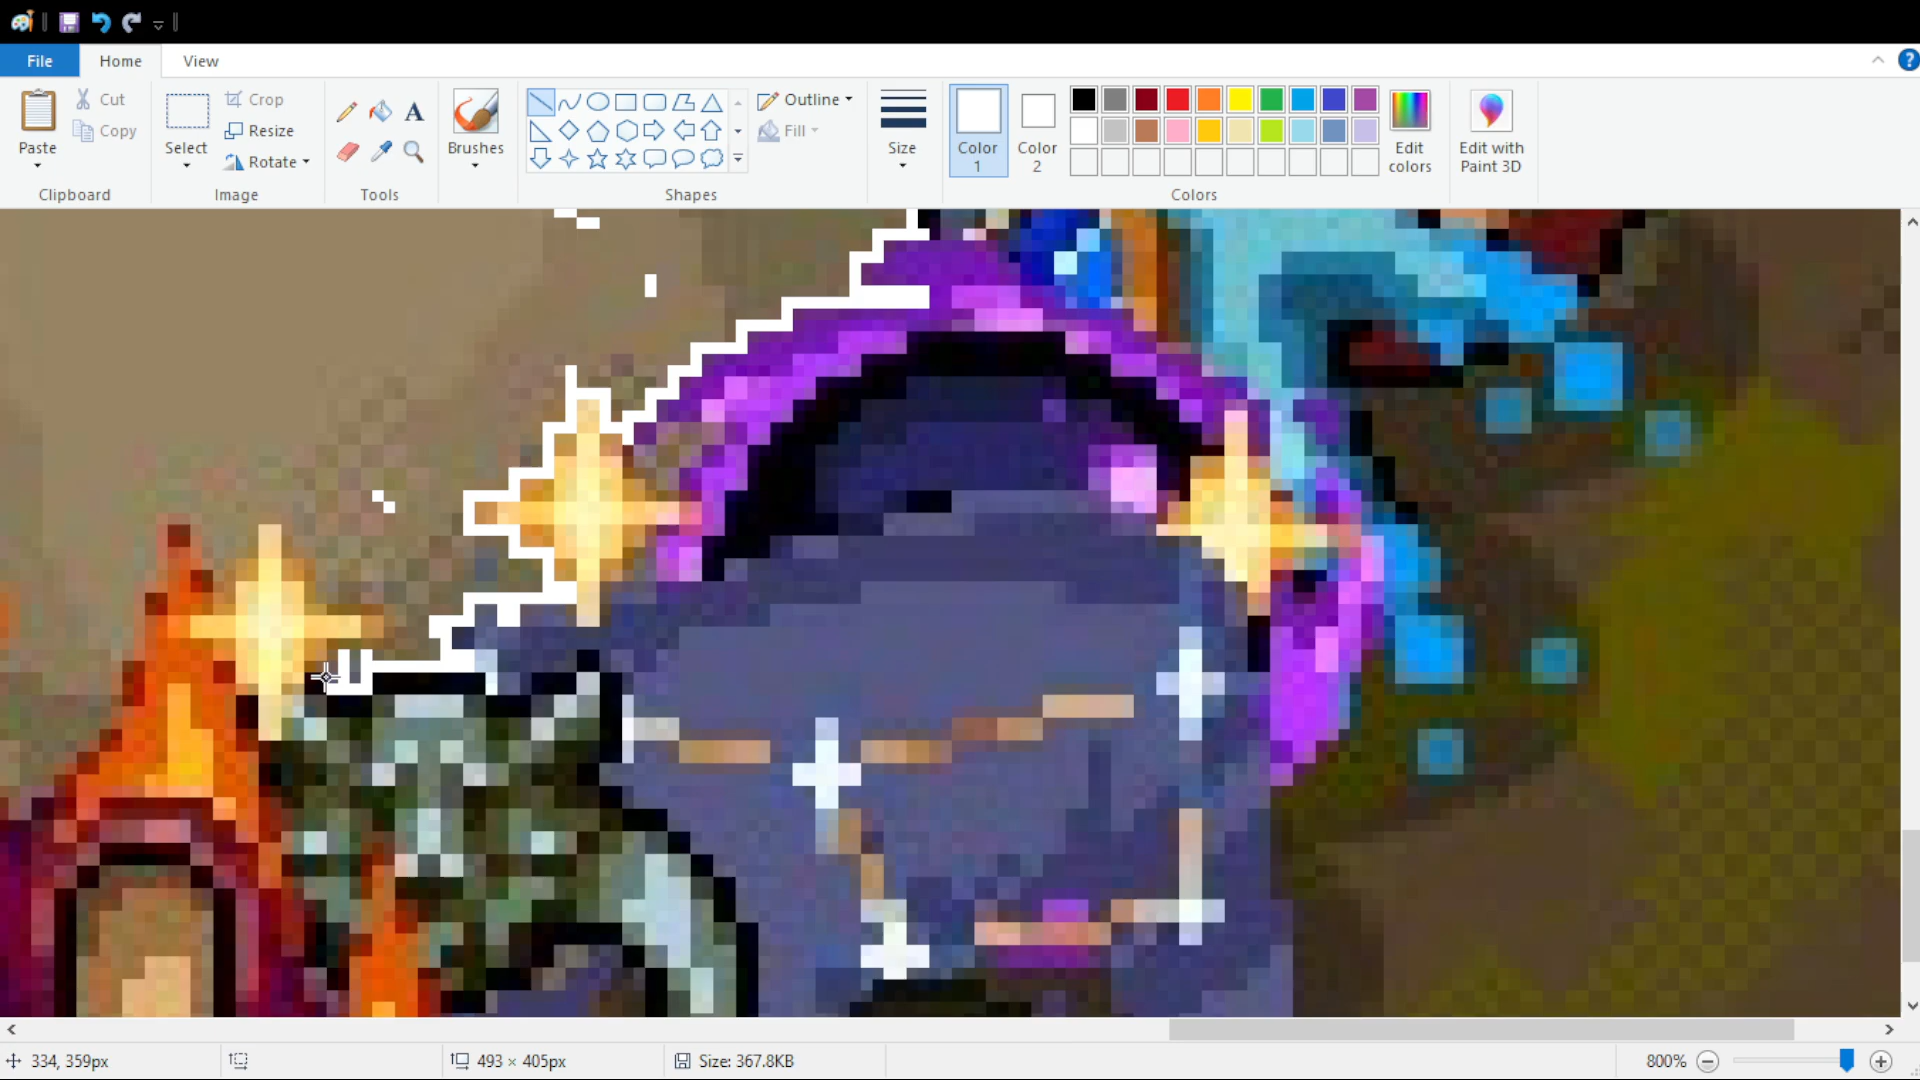 File Home View
Paste Cut Copy
Clipboard
Select Crop Resize Rotate
Image
A
Tools
Brushes
Outline Fill
Shapes
Size
Color 1
Color 2
Edit colors
Colors
Edit with Paint 3D
?
334, 359px 493 × 405px Size: 367.8KB 800%